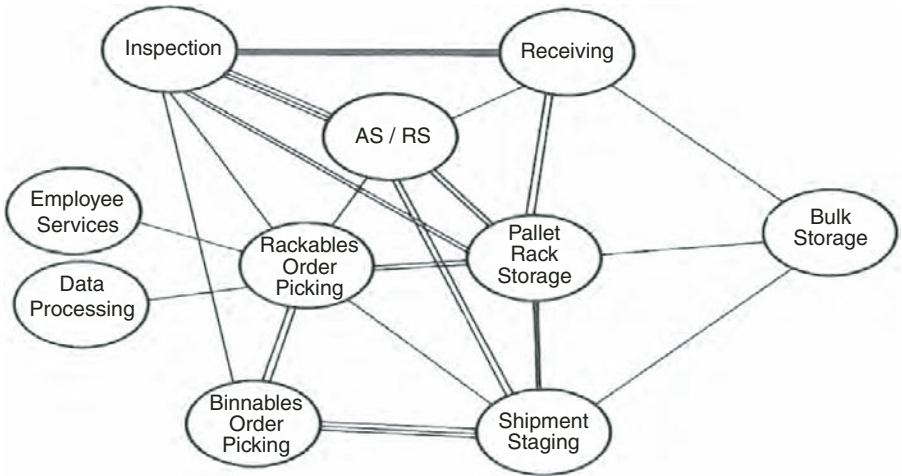 Inspection
Receiving
AS / RS
Employee
Services
Data
Processing
Rackables
Order
Picking
Pallet
Rack
Storage
Bulk
Storage
Binnables
Order
Picking
Shipment
Staging